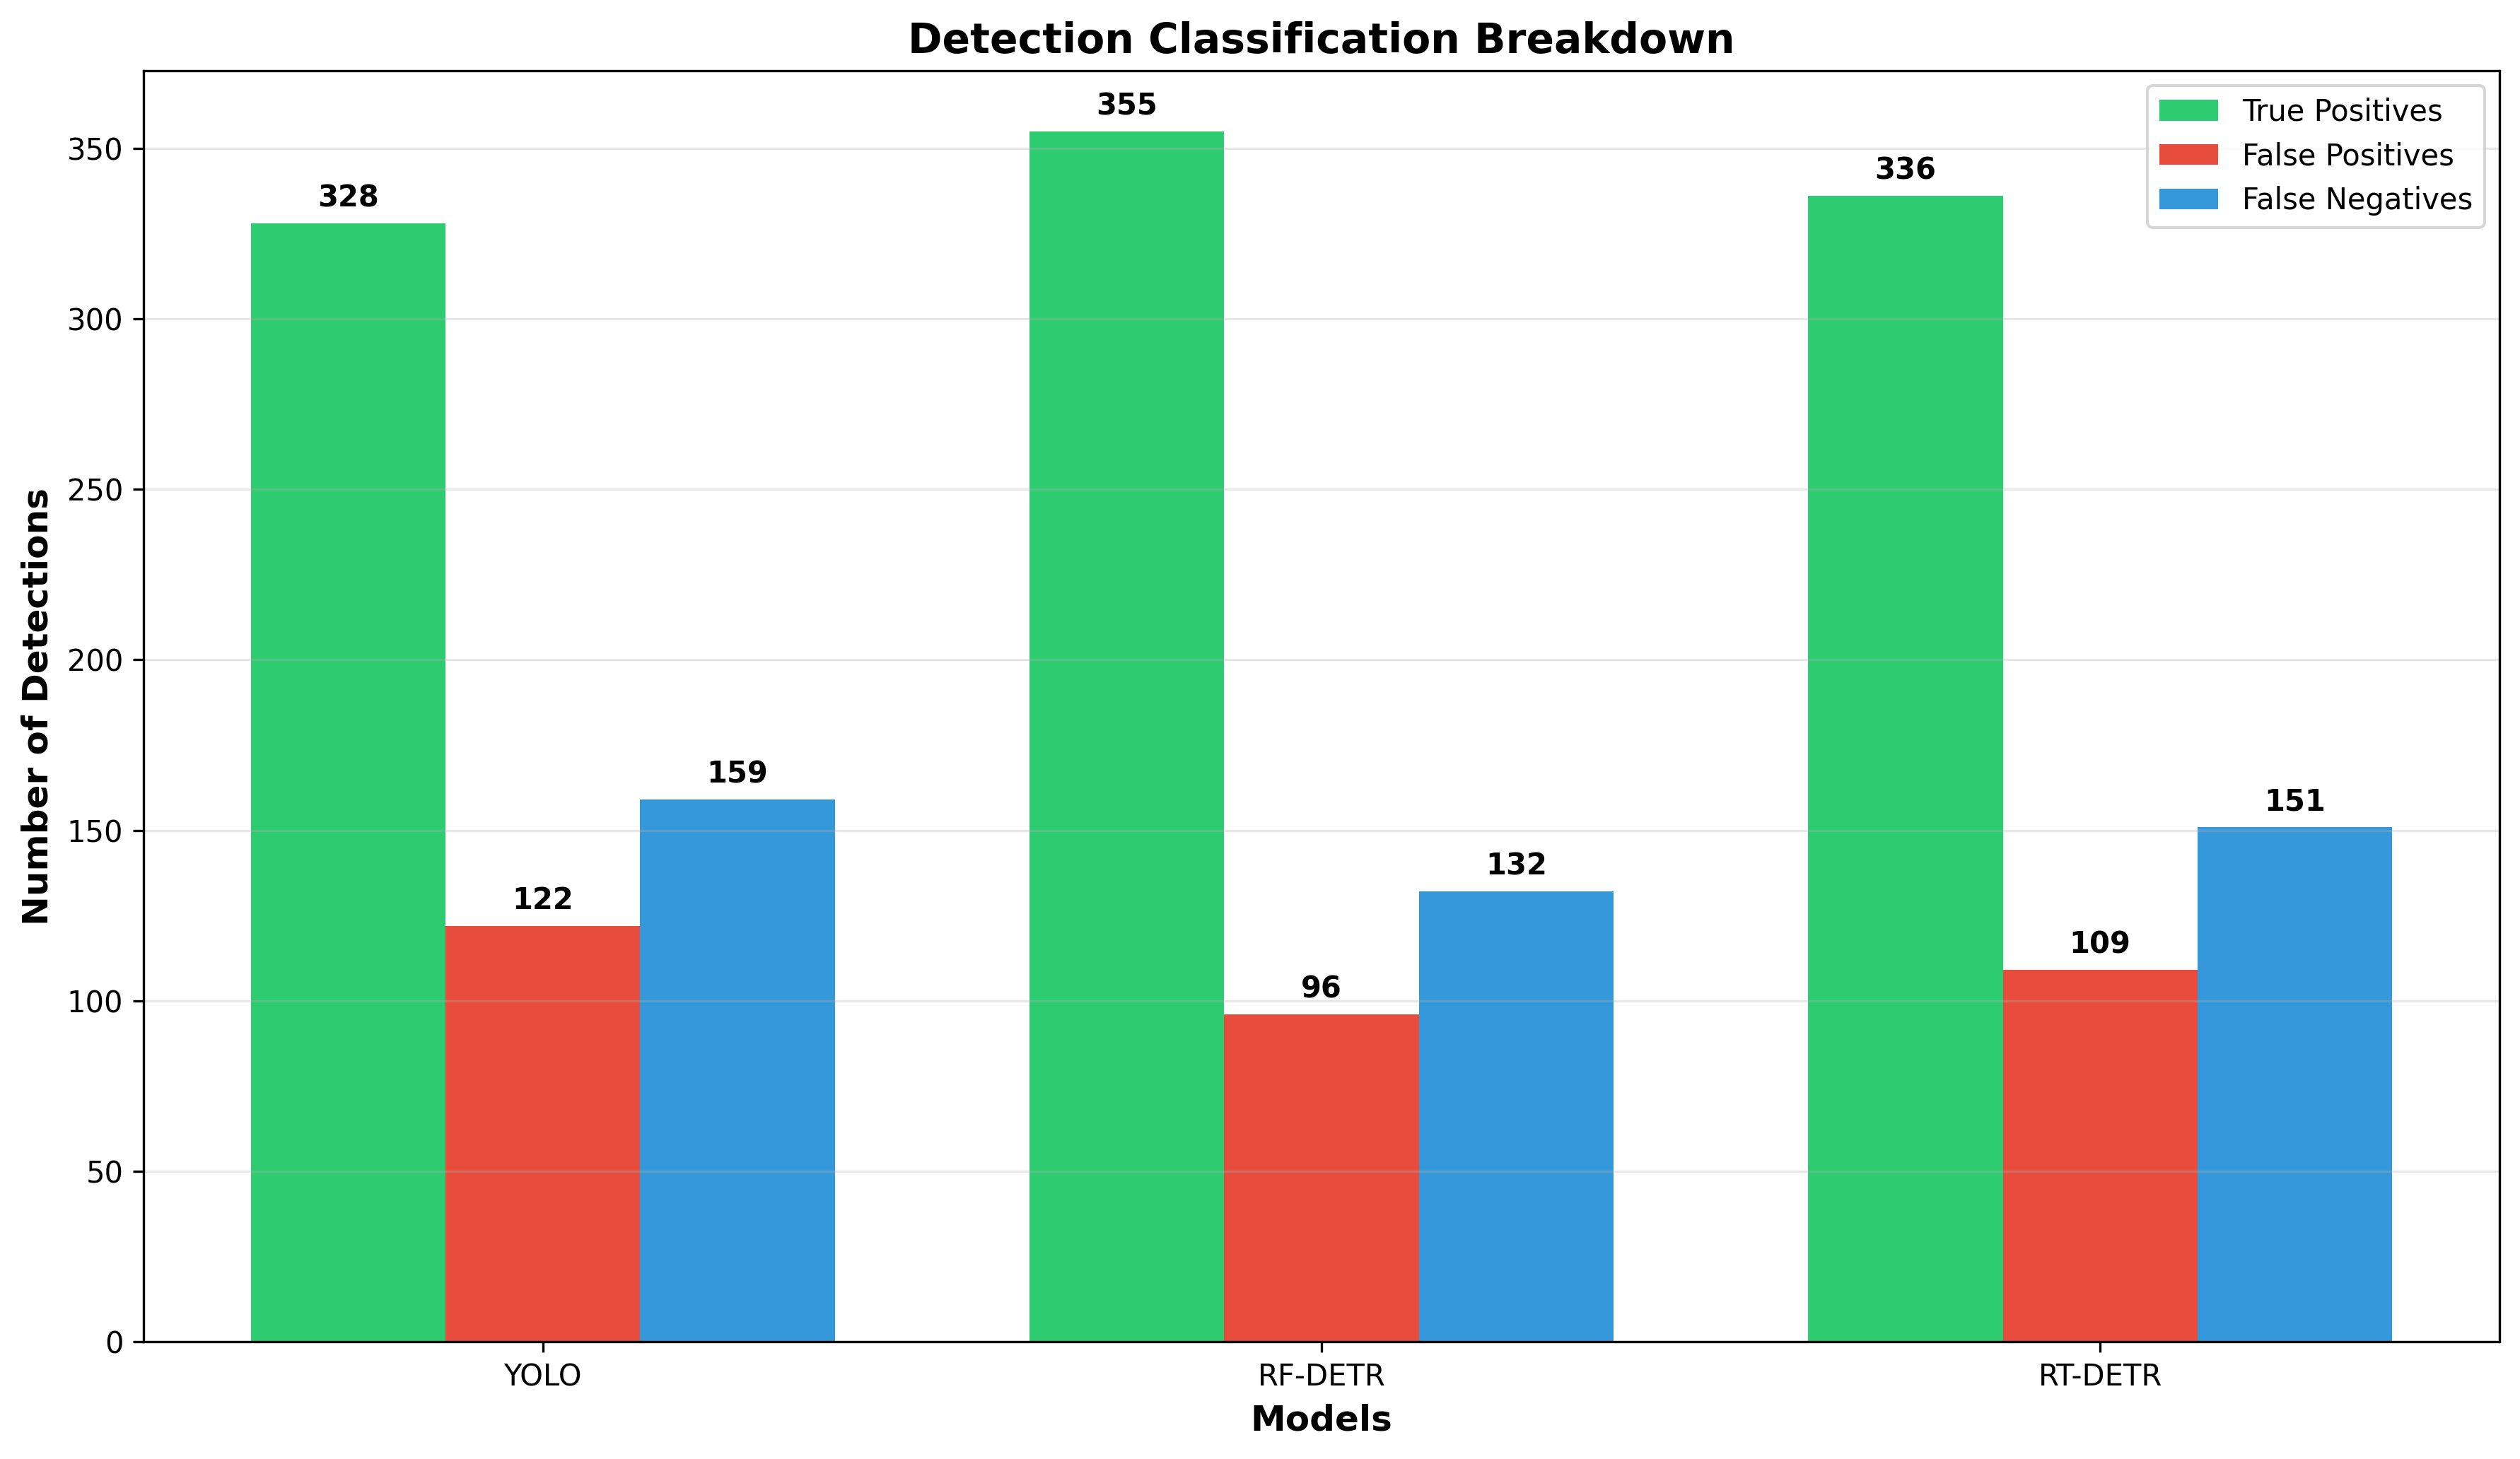 Detection Classification Breakdown
Number of Detections
350
300
250
200
150
100
50
0
True Positives
False Positives
False Negatives
328
122
159
355
96
132
336
109
151
YOLO
RF-DETR
RT-DETR
Models